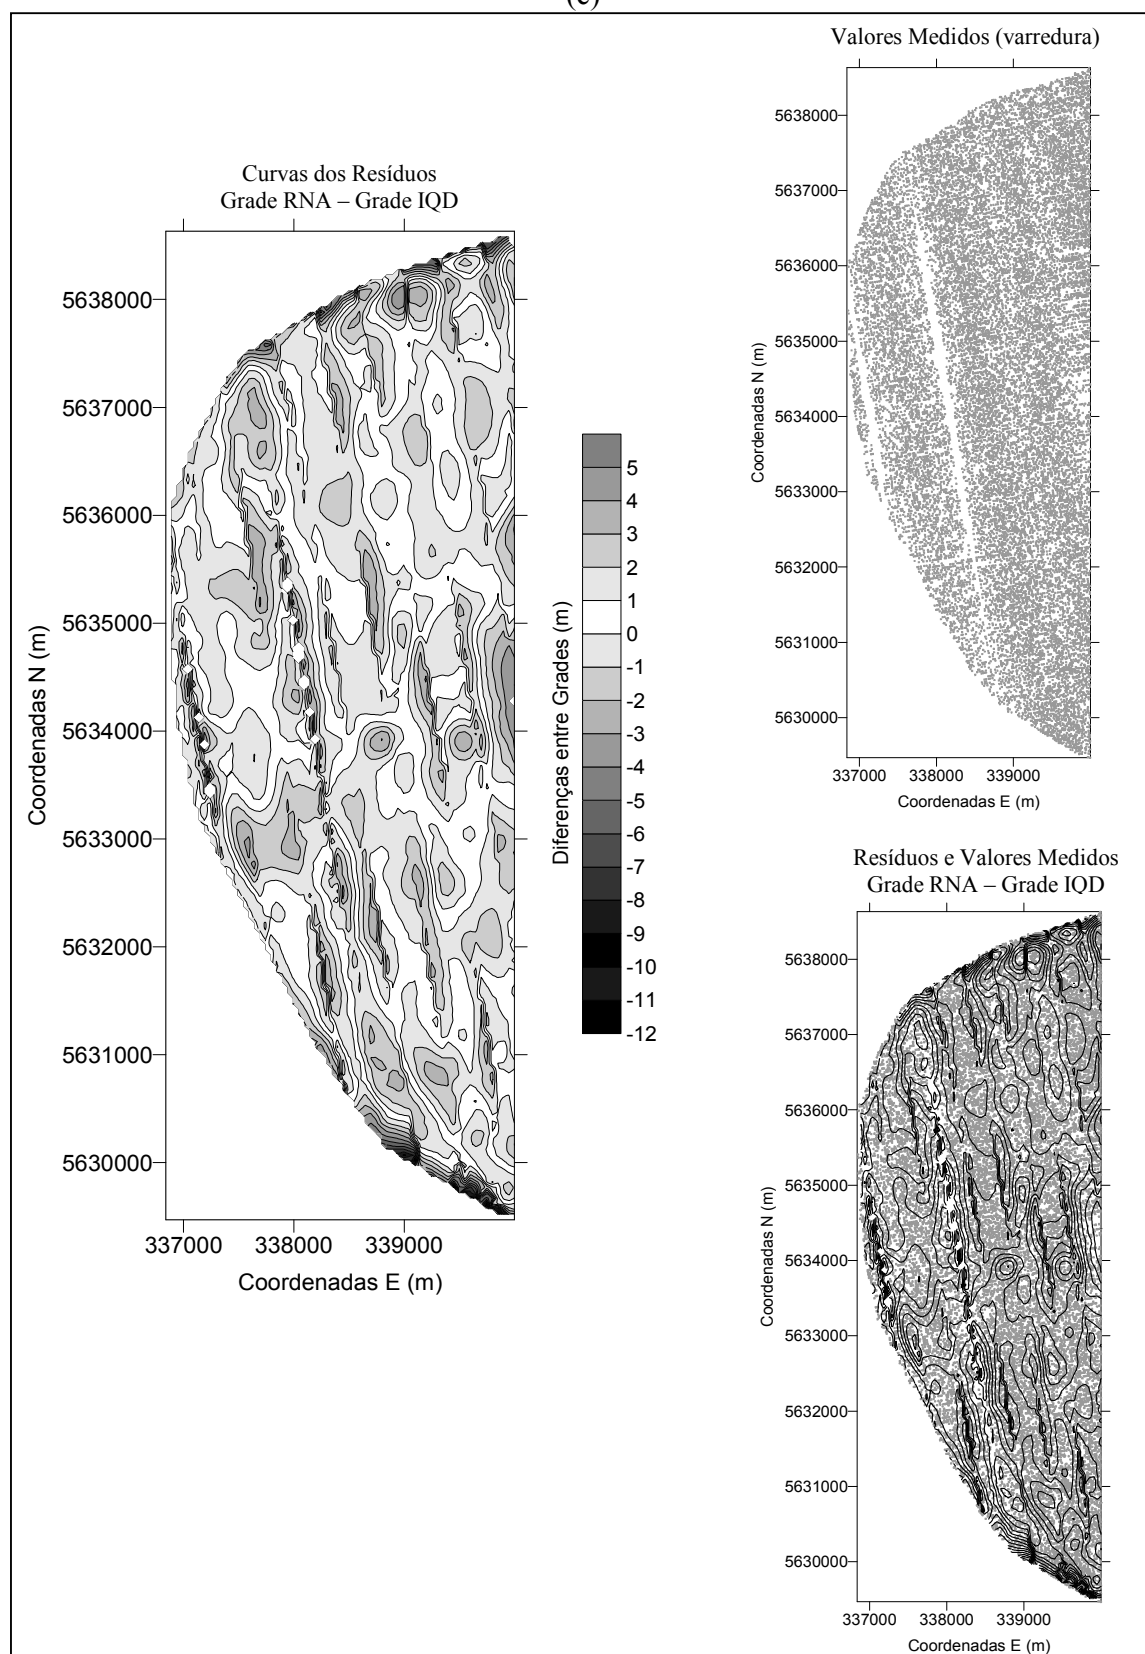 (c)
Valores Medidos (varredura)
5638000
5637000
5636000
5635000
5634000
5633000
5632000
5631000
5630000
Coordenadas N (m)
337000 338000 339000
Coordenadas E (m)
Curvas dos Resíduos
Grade RNA – Grade IQD
5638000
5637000
5636000
5635000
5634000
5633000
5632000
5631000
5630000
Coordenadas N (m)
337000 338000 339000
Coordenadas E (m)
Diferenças entre Grades (m)
5
4
3
2
1
0
-1
-2
-3
-4
-5
-6
-7
-8
-9
-10
-11
-12
Resíduos e Valores Medidos
Grade RNA – Grade IQD
5638000
5637000
5636000
5635000
5634000
5633000
5632000
5631000
5630000
Coordenadas N (m)
337000 338000 339000
Coordenadas E (m)